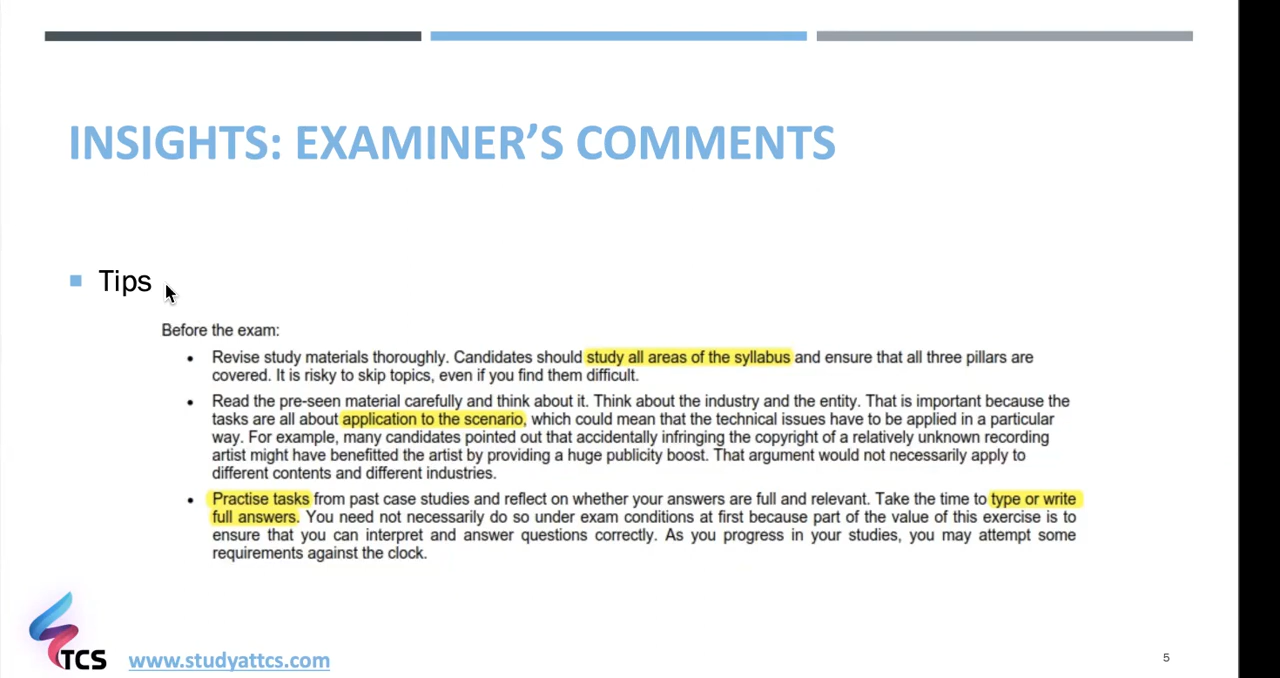 INSIGHTS: EXAMINER’S COMMENTS
Tips
Before the exam:
Revise study materials thoroughly. Candidates should study all areas of the syllabus and ensure that all three pillars are
covered. It is risky to skip topics, even if you find them difficult.
Read the pre-seen material carefully and think about it. Think about the industry and the entity. That is important because the
tasks are all about application to the scenario, which could mean that the technical issues have to be applied in a particular
way. For example, many candidates pointed out that accidentally infringing the copyright of a relatively unknown recording
artist might have benefitted the artist by providing a huge publicity boost. That argument would not necessarily apply to
different contents and different industries.
Practise tasks from past case studies and reflect on whether your answers are full and relevant. Take the time to type or write
full answers. You need not necessarily do so under exam conditions at first because part of the value of this exercise is to
ensure that you can interpret and answer questions correctly. As you progress in your studies, you may attempt some
requirements against the clock.
TCS
www.studyattcs.com
5